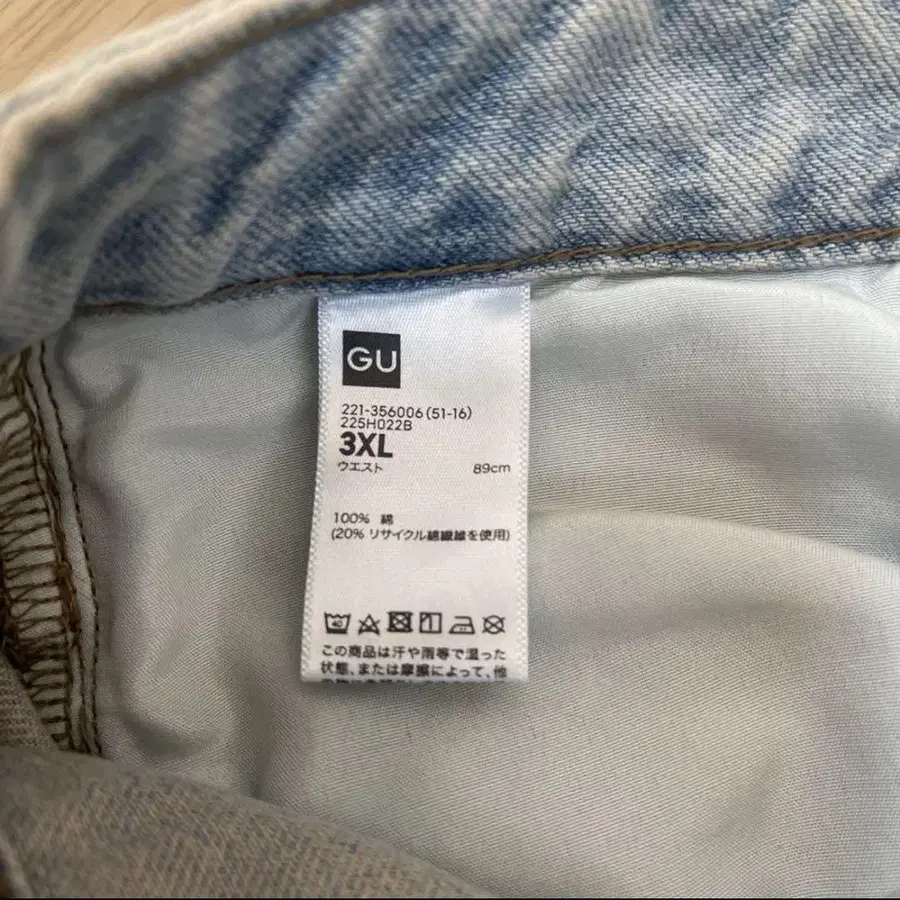 GU
221-356006 (51-16)
225H022B
3XL
ウエスト 89cm
100% 綿
(20% リサイクル綿繊維を使用)
40
この商品は汗や雨等で湿った
状態、または摩擦によって、他